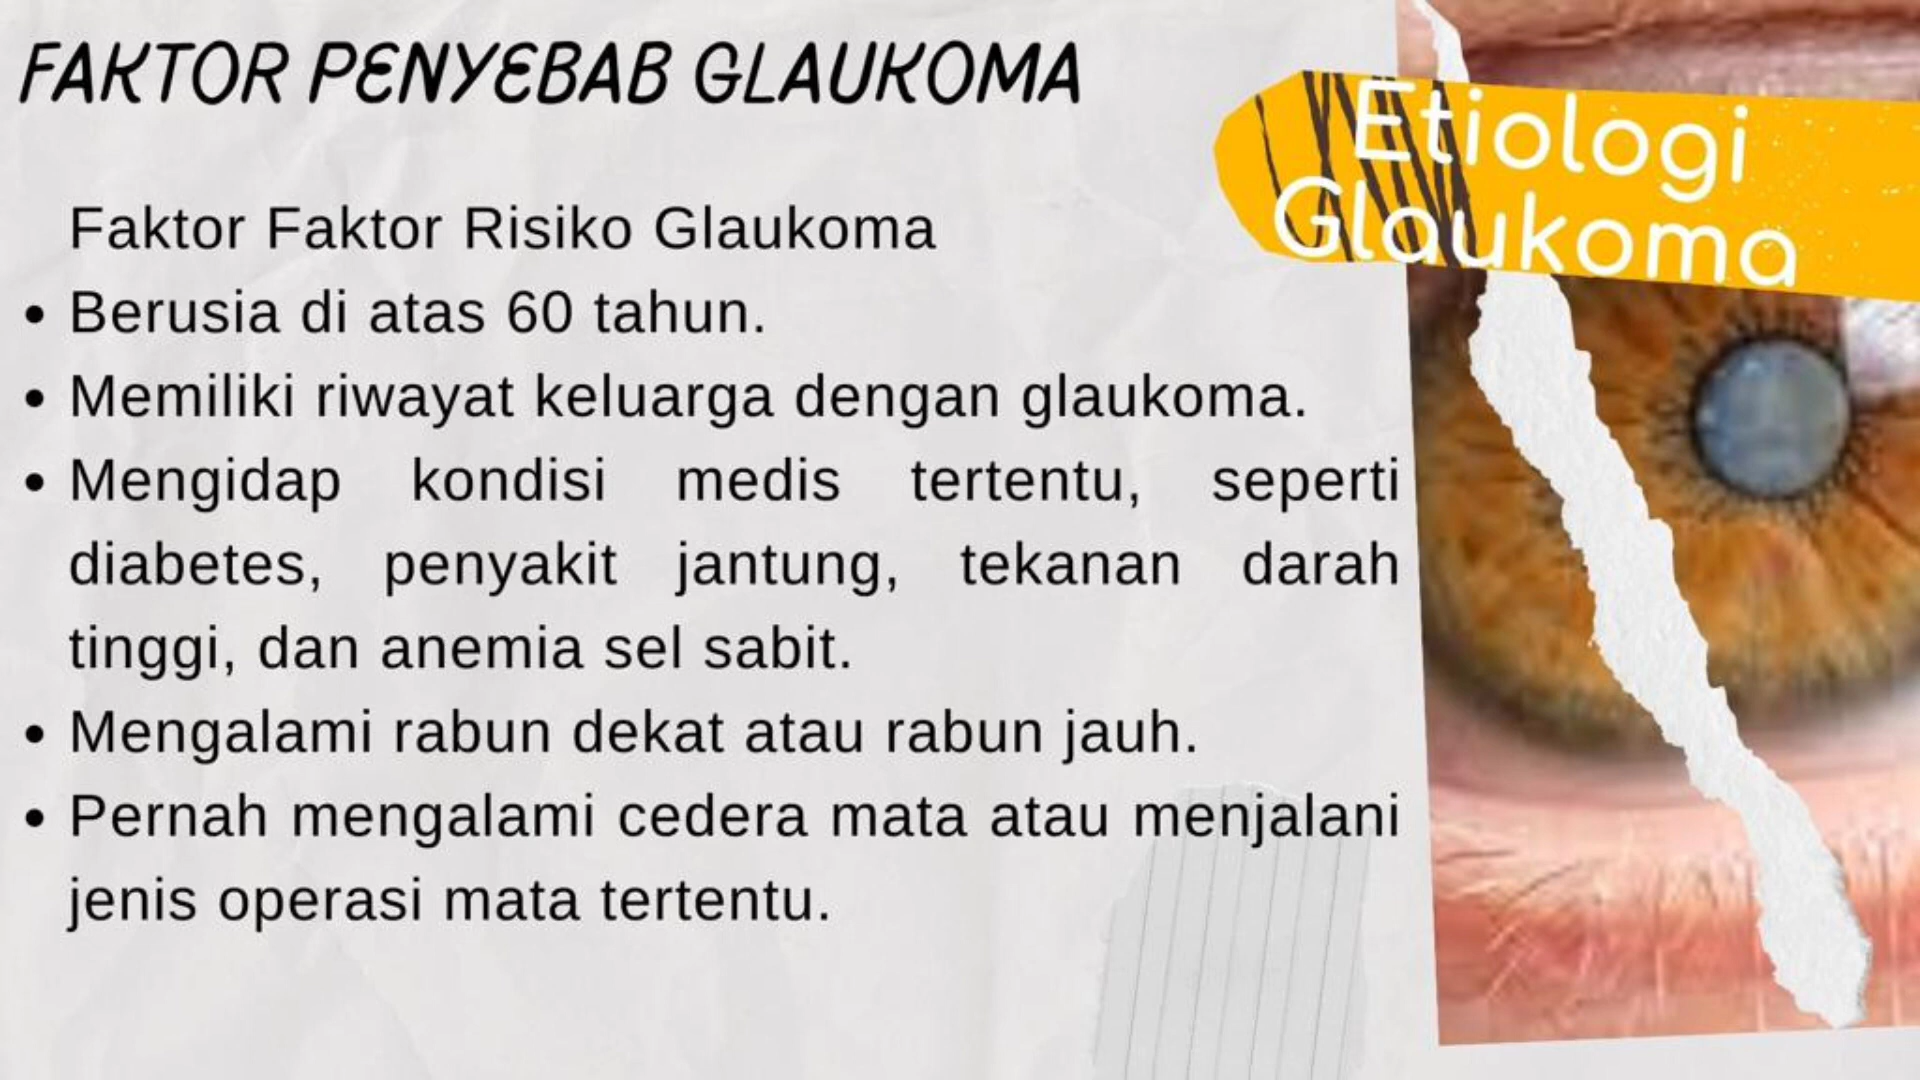 FAKTOR PENYEBAB GLAUKOMA
Etiologi
Glaukoma
Faktor Faktor Risiko Glaukoma
• Berusia di atas 60 tahun.
• Memiliki riwayat keluarga dengan glaukoma.
• Mengidap kondisi medis tertentu, seperti
diabetes, penyakit jantung, tekanan darah
tinggi, dan anemia sel sabit.
• Mengalami rabun dekat atau rabun jauh.
• Pernah mengalami cedera mata atau menjalani
jenis operasi mata tertentu.